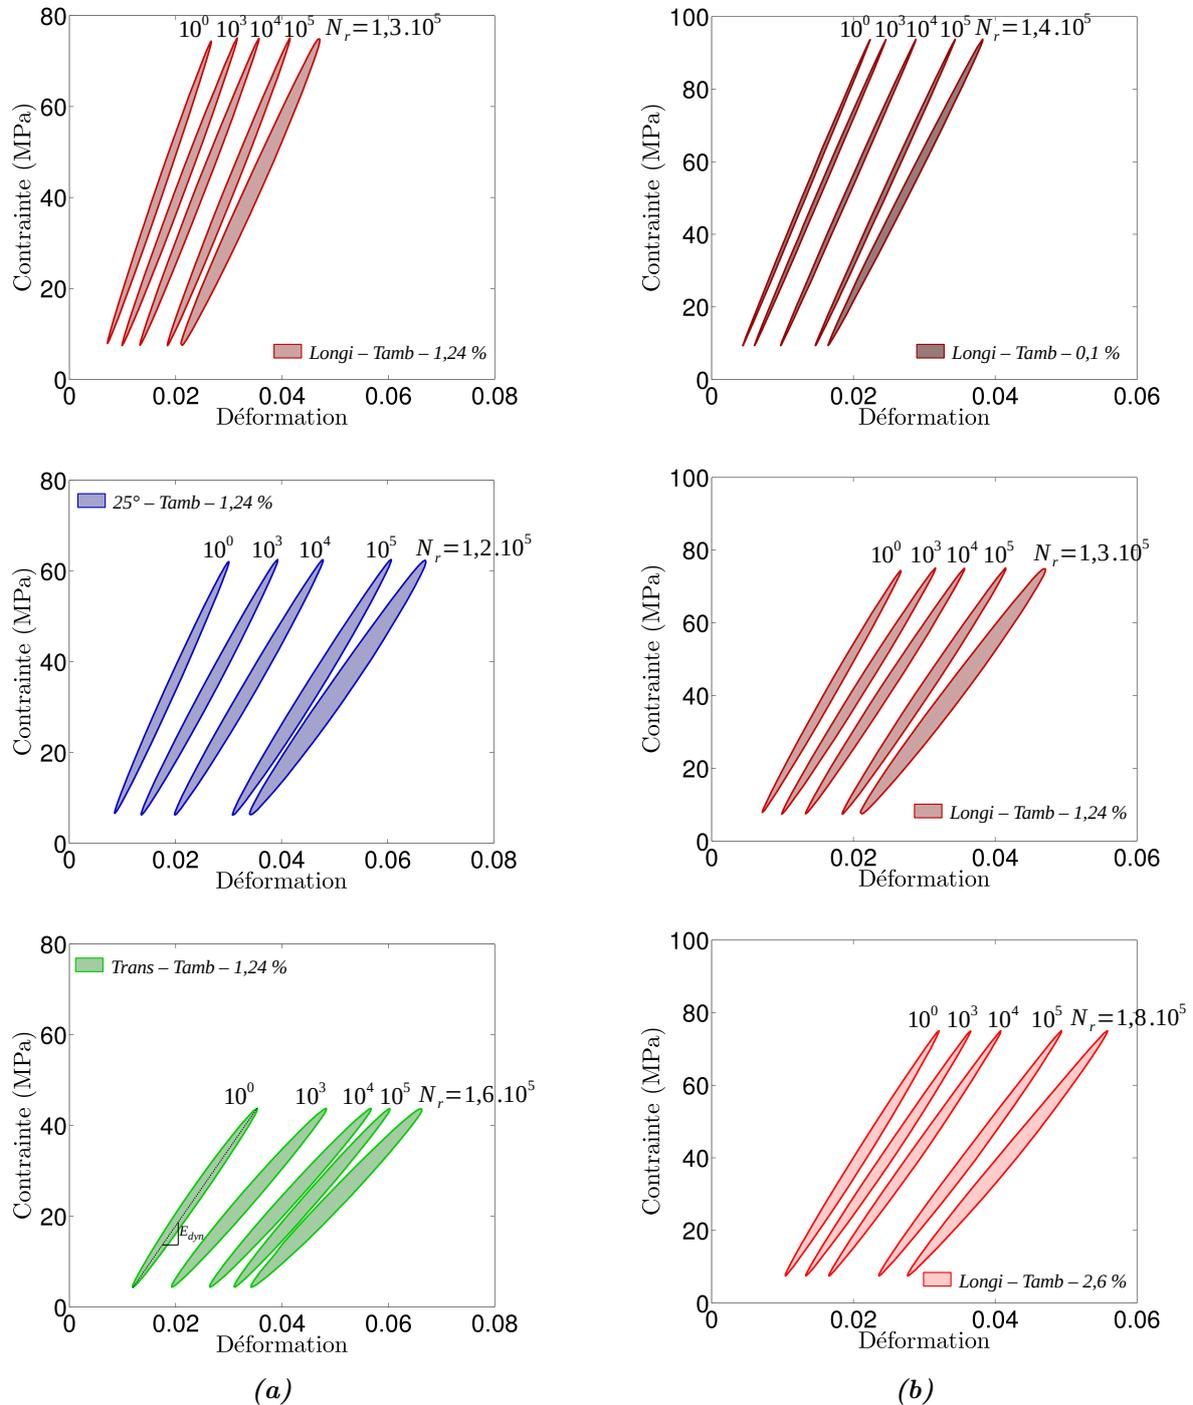 80
60
40
20
0
0 0.02 0.04 0.06 0.08
Contrainte (MPa)
Déformation
10⁰ 10³ 10⁴ 10⁵ Nᵣ=1,3.10⁵
Longi – Tamb – 1,24 %
100
80
60
40
20
0
0 0.02 0.04 0.06
Contrainte (MPa)
Déformation
10⁰ 10³ 10⁴ 10⁵ Nᵣ=1,4.10⁵
Longi – Tamb – 0,1 %
80
60
40
20
0
0 0.02 0.04 0.06 0.08
Contrainte (MPa)
Déformation
25° – Tamb – 1,24 %
10⁰ 10³ 10⁴ 10⁵ Nᵣ=1,2.10⁵
100
80
60
40
20
0
0 0.02 0.04 0.06
Contrainte (MPa)
Déformation
10⁰ 10³ 10⁴ 10⁵ Nᵣ=1,3.10⁵
Longi – Tamb – 1,24 %
80
60
40
20
0
0 0.02 0.04 0.06 0.08
Contrainte (MPa)
Déformation
Trans – Tamb – 1,24 %
10⁰ 10³ 10⁴ 10⁵ Nᵣ=1,6.10⁵
E_dyn
100
80
60
40
20
0
0 0.02 0.04 0.06
Contrainte (MPa)
Déformation
10⁰ 10³ 10⁴ 10⁵ Nᵣ=1,8.10⁵
Longi – Tamb – 2,6 %
(a)
(b)